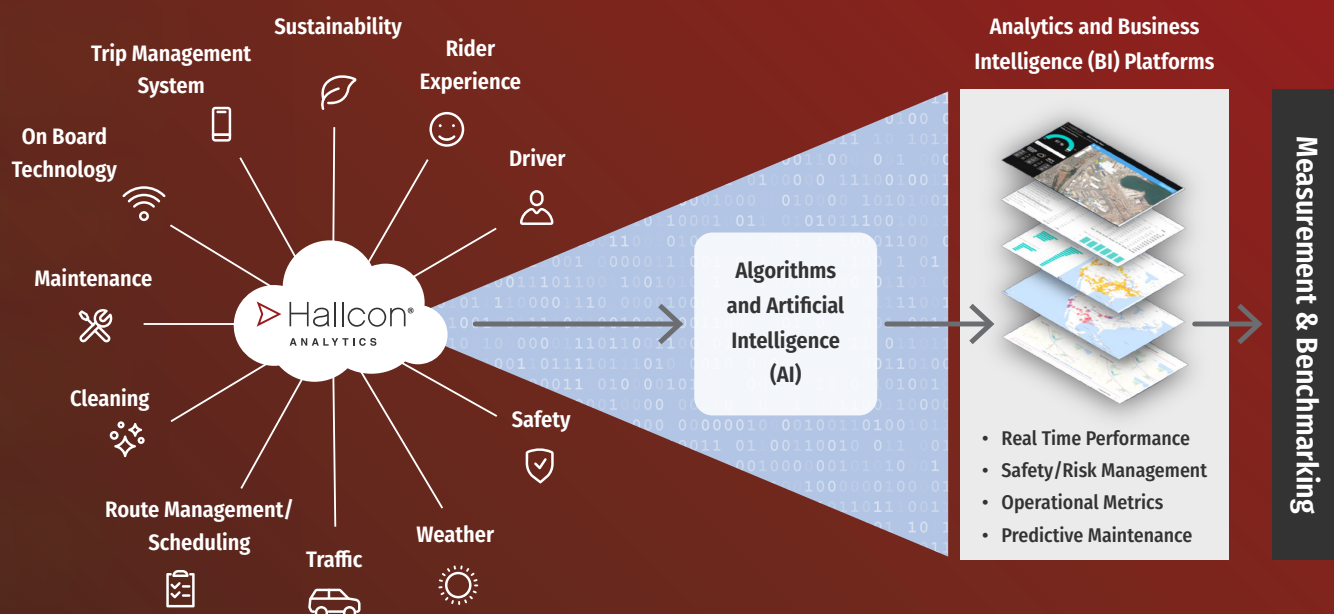 Sustainability
Trip Management
System
Rider
Experience
On Board
Technology
Driver
Maintenance
Hallcon®
ANALYTICS
Cleaning
Safety
Route Management/
Scheduling
Traffic
Weather
Algorithms
and Artificial
Intelligence
(AI)
Analytics and Business
Intelligence (BI) Platforms
• Real Time Performance
• Safety/Risk Management
• Operational Metrics
• Predictive Maintenance
Measurement & Benchmarking